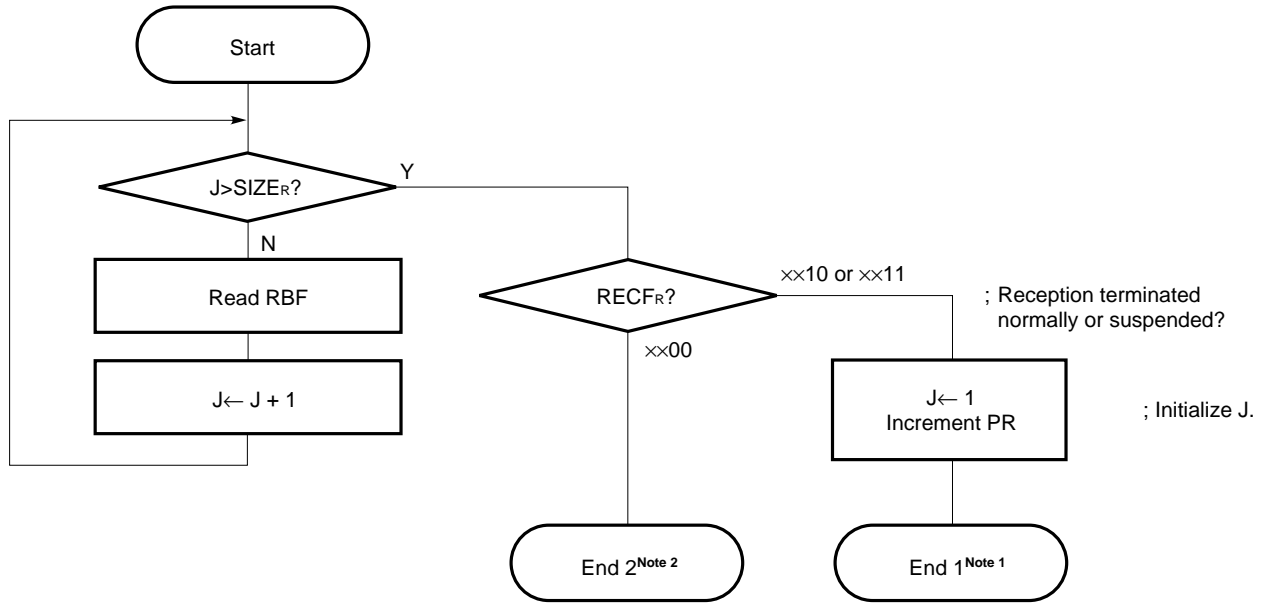 Start
J>SIZER?
Y
N
Read RBF
J← J + 1
RECFR?
××10 or ××11
; Reception terminated
normally or suspended?
××00
J← 1
Increment PR
; Initialize J.
End 2Note 2
End 1Note 1